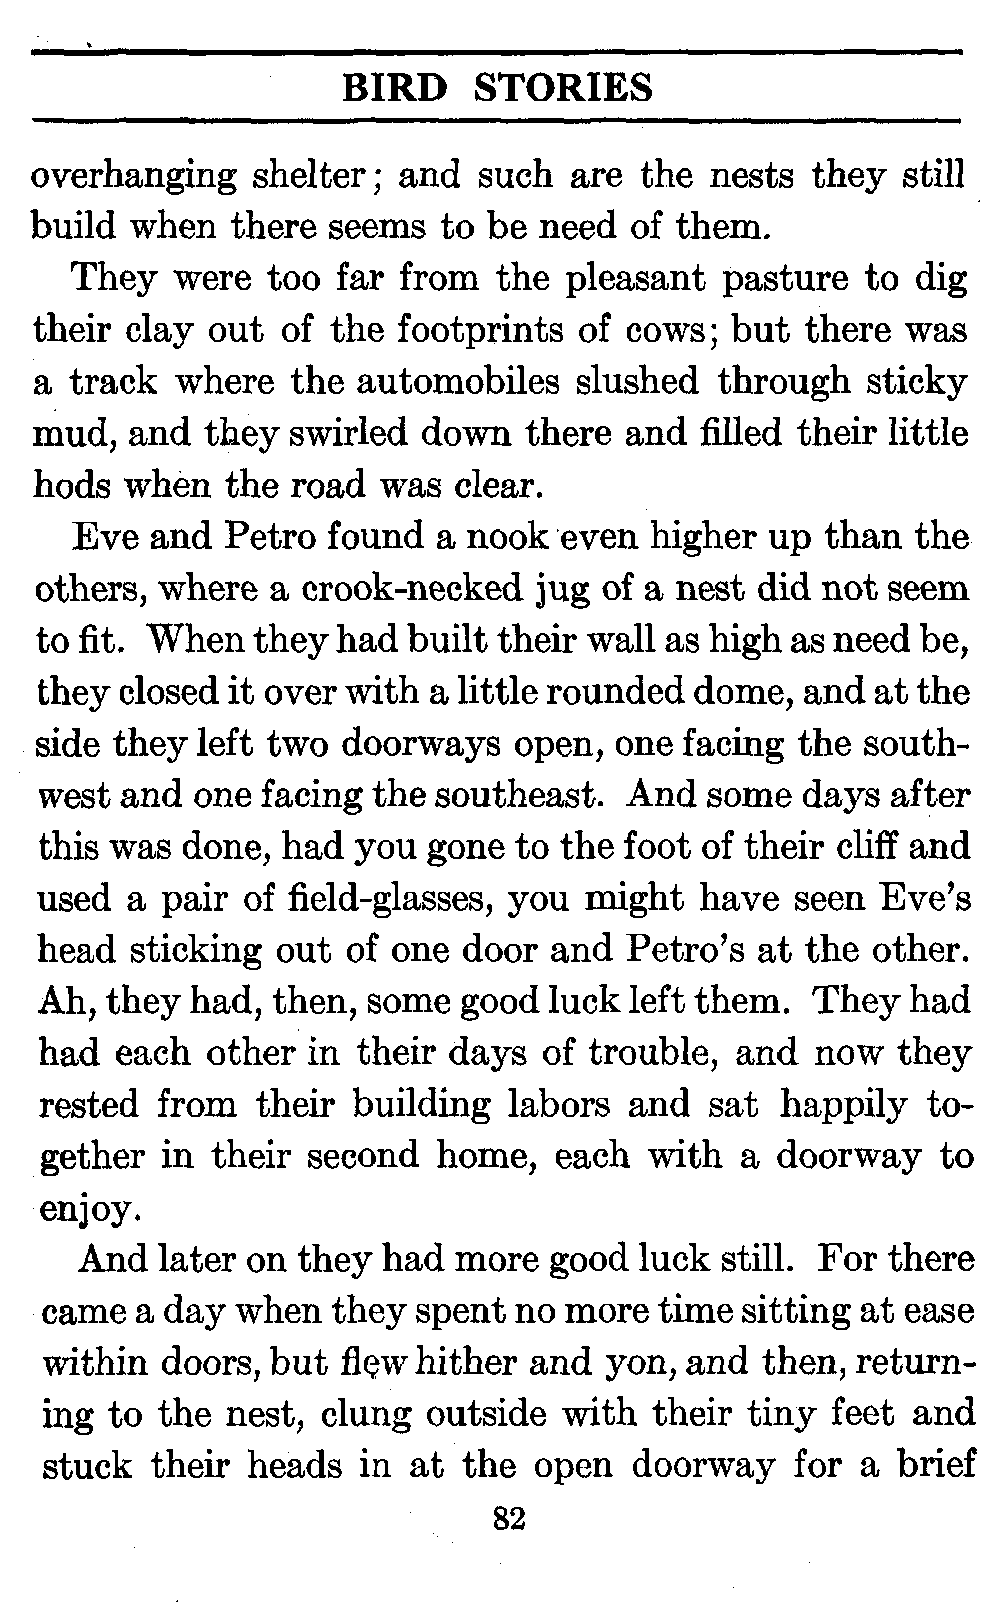 BIRD STORIES
overhanging shelter; and such are the nests they still
build when there seems to be need of them.
They were too far from the pleasant pasture to dig
their clay out of the footprints of cows; but there was
a track where the automobiles slushed through sticky
mud, and they swirled down there and filled their little
hods when the road was clear.
Eve and Petro found a nook even higher up than the
others, where a crook-necked jug of a nest did not seem
to fit. When they had built their wall as high as need be,
they closed it over with a little rounded dome, and at the
side they left two doorways open, one facing the south-
west and one facing the southeast. And some days after
this was done, had you gone to the foot of their cliff and
used a pair of field-glasses, you might have seen Eve's
head sticking out of one door and Petro's at the other.
Ah, they had, then, some good luck left them. They had
had each other in their days of trouble, and now they
rested from their building labors and sat happily to-
gether in their second home, each with a doorway to
enjoy.
And later on they had more good luck still. For there
came a day when they spent no more time sitting at ease
within doors, but flew hither and yon, and then, return-
ing to the nest, clung outside with their tiny feet and
stuck their heads in at the open doorway for a brief
82